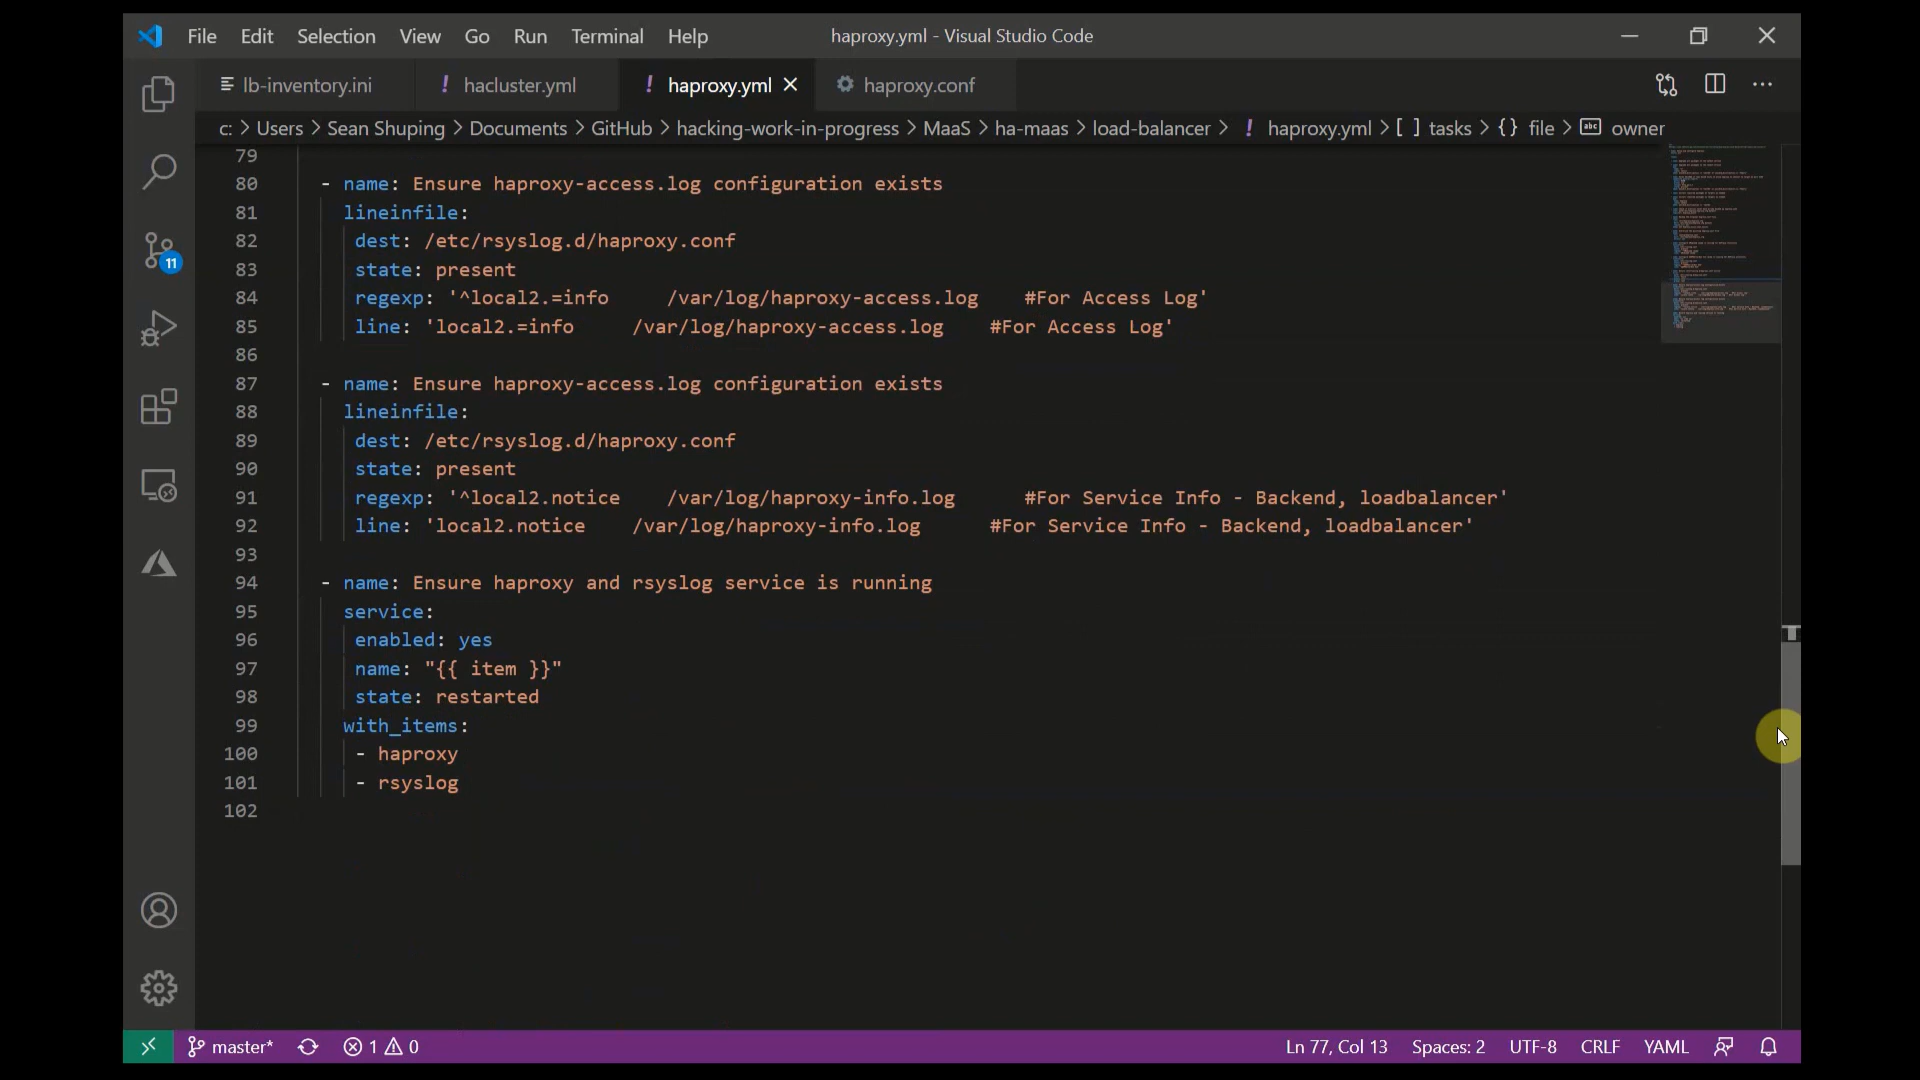 File Edit Selection View Go Run Terminal Help haproxy.yml - Visual Studio Code
lb-inventory.ini ! hacluster.yml ! haproxy.yml haproxy.conf
c: > Users > Sean Shuping > Documents > GitHub > hacking-work-in-progress > MaaS > ha-maas > load-balancer > ! haproxy.yml > [ ] tasks > {} file > abc owner
79
80 - name: Ensure haproxy-access.log configuration exists
81 lineinfile:
82 dest: /etc/rsyslog.d/haproxy.conf
83 state: present
84 regexp: '^local2.=info     /var/log/haproxy-access.log    #For Access Log'
85 line: 'local2.=info     /var/log/haproxy-access.log    #For Access Log'
86
87 - name: Ensure haproxy-access.log configuration exists
88 lineinfile:
89 dest: /etc/rsyslog.d/haproxy.conf
90 state: present
91 regexp: '^local2.notice    /var/log/haproxy-info.log      #For Service Info - Backend, loadbalancer'
92 line: 'local2.notice    /var/log/haproxy-info.log      #For Service Info - Backend, loadbalancer'
93
94 - name: Ensure haproxy and rsyslog service is running
95 service:
96 enabled: yes
97 name: "{{ item }}"
98 state: restarted
99 with_items:
100 - haproxy
101 - rsyslog
102
11
master* 1 0 Ln 77, Col 13 Spaces: 2 UTF-8 CRLF YAML